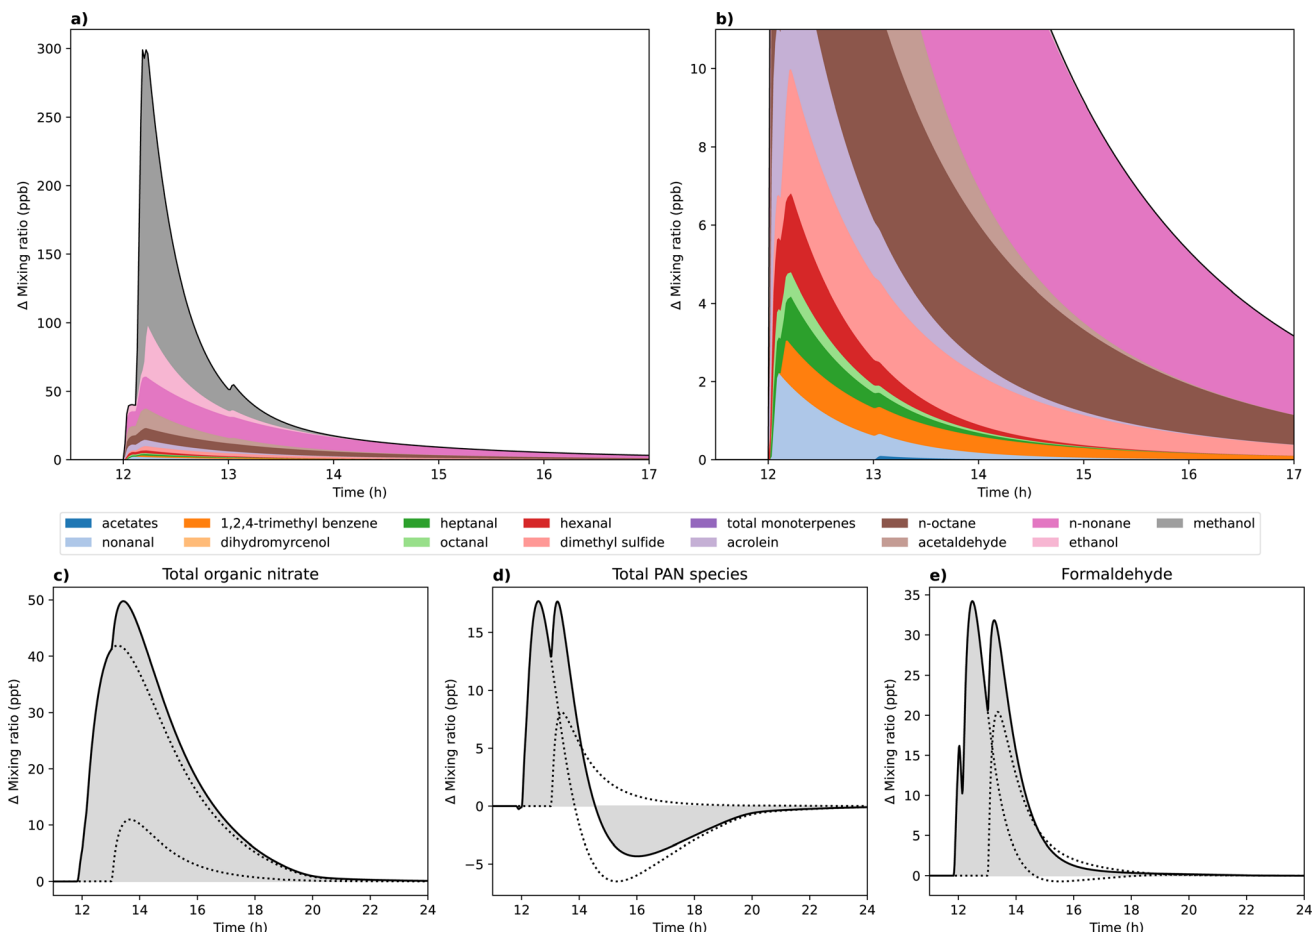 a)
b)
300
250
200
150
100
50
0
Δ Mixing ratio (ppb)
12 13 14 15 16 17
Time (h)
10
8
6
4
2
0
Δ Mixing ratio (ppb)
12 13 14 15 16 17
Time (h)
acetates 1,2,4-trimethyl benzene heptanal hexanal total monoterpenes n-octane n-nonane methanol
nonanal dihydromyrcenol octanal dimethyl sulfide acrolein acetaldehyde ethanol
c) Total organic nitrate
50
40
30
20
10
0
Δ Mixing ratio (ppt)
12 14 16 18 20 22 24
Time (h)
d) Total PAN species
15
10
5
0
−5
Δ Mixing ratio (ppt)
12 14 16 18 20 22 24
Time (h)
e) Formaldehyde
35
30
25
20
15
10
5
0
Δ Mixing ratio (ppt)
12 14 16 18 20 22 24
Time (h)